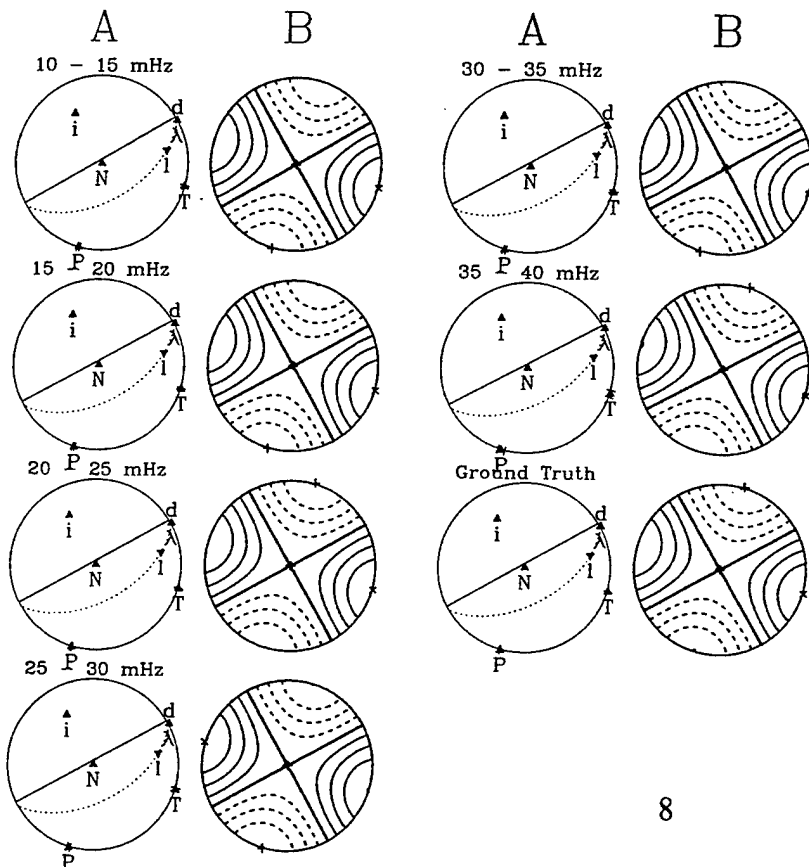 A B
10 - 15 mHz
d
i
λ
l
N
T
P
15 - 20 mHz
d
i
λ
l
N
T
P
20 - 25 mHz
d
i
λ
l
N
T
P
25 - 30 mHz
d
i
λ
l
N
T
P
A B
30 - 35 mHz
d
i
λ
l
N
T
P
35 - 40 mHz
d
i
λ
l
N
T
P
Ground Truth
d
i
λ
l
N
T
P
8